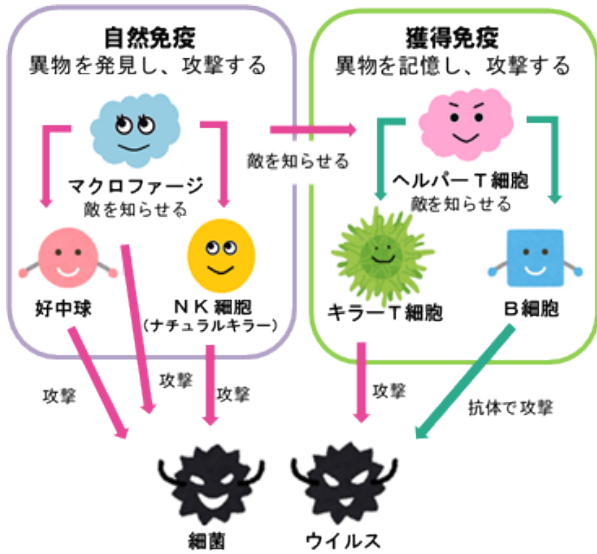 自然免疫
異物を発見し、攻撃する
マクロファージ
敵を知らせる
好中球
NK細胞
(ナチュラルキラー)
敵を知らせる
獲得免疫
異物を記憶し、攻撃する
ヘルパーT細胞
敵を知らせる
キラーT細胞
B細胞
攻撃
攻撃
攻撃
攻撃
抗体で攻撃
細菌
ウイルス